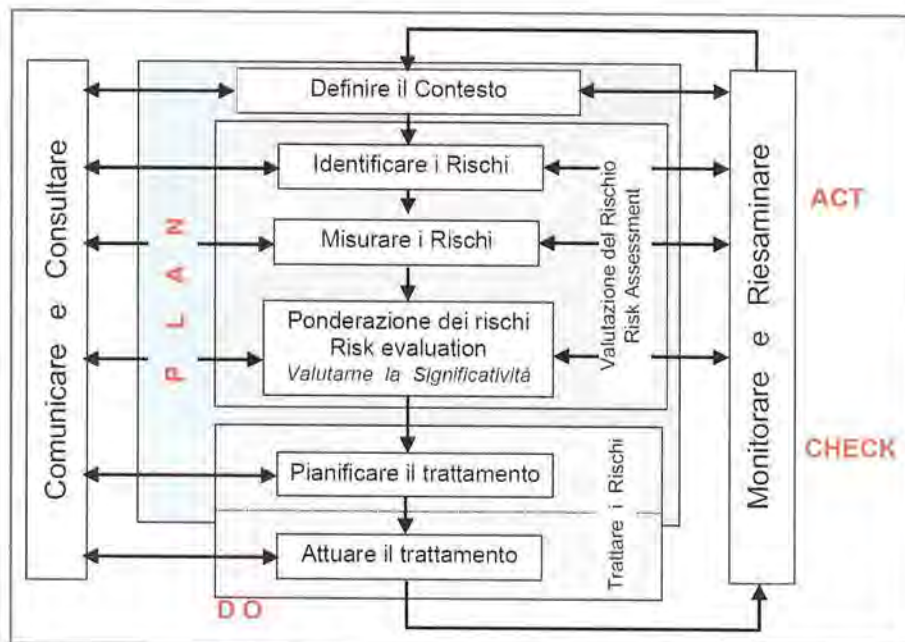 Comunicare e Consultare
P L A N
Definire il Contesto
Identificare i Rischi
Misurare i Rischi
Ponderazione dei rischi
Risk evaluation
Valutarne la Significatività
Valutazione del Rischio
Risk Assessment
Pianificare il trattamento
Attuare il trattamento
Trattare i Rischi
D O
Monitorare e Riesaminare
ACT
CHECK